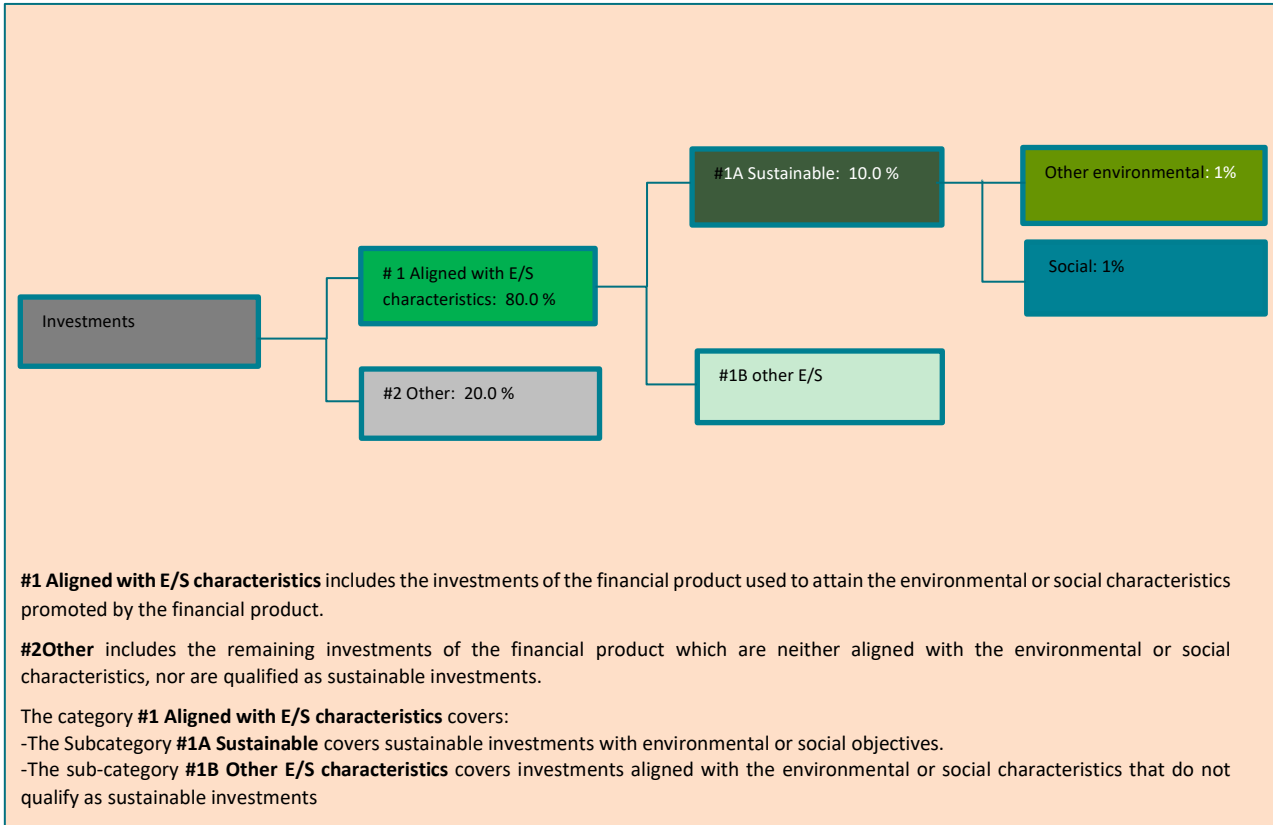 #1A Sustainable: 10.0 %
Other environmental: 1%
# 1 Aligned with E/S
characteristics: 80.0 %
Social: 1%
Investments
#2 Other: 20.0 %
#1B other E/S
#1 Aligned with E/S characteristics includes the investments of the financial product used to attain the environmental or social characteristics
promoted by the financial product.
#2Other includes the remaining investments of the financial product which are neither aligned with the environmental or social
characteristics, nor are qualified as sustainable investments.
The category #1 Aligned with E/S characteristics covers:
-The Subcategory #1A Sustainable covers sustainable investments with environmental or social objectives.
-The sub-category #1B Other E/S characteristics covers investments aligned with the environmental or social characteristics that do not
qualify as sustainable investments